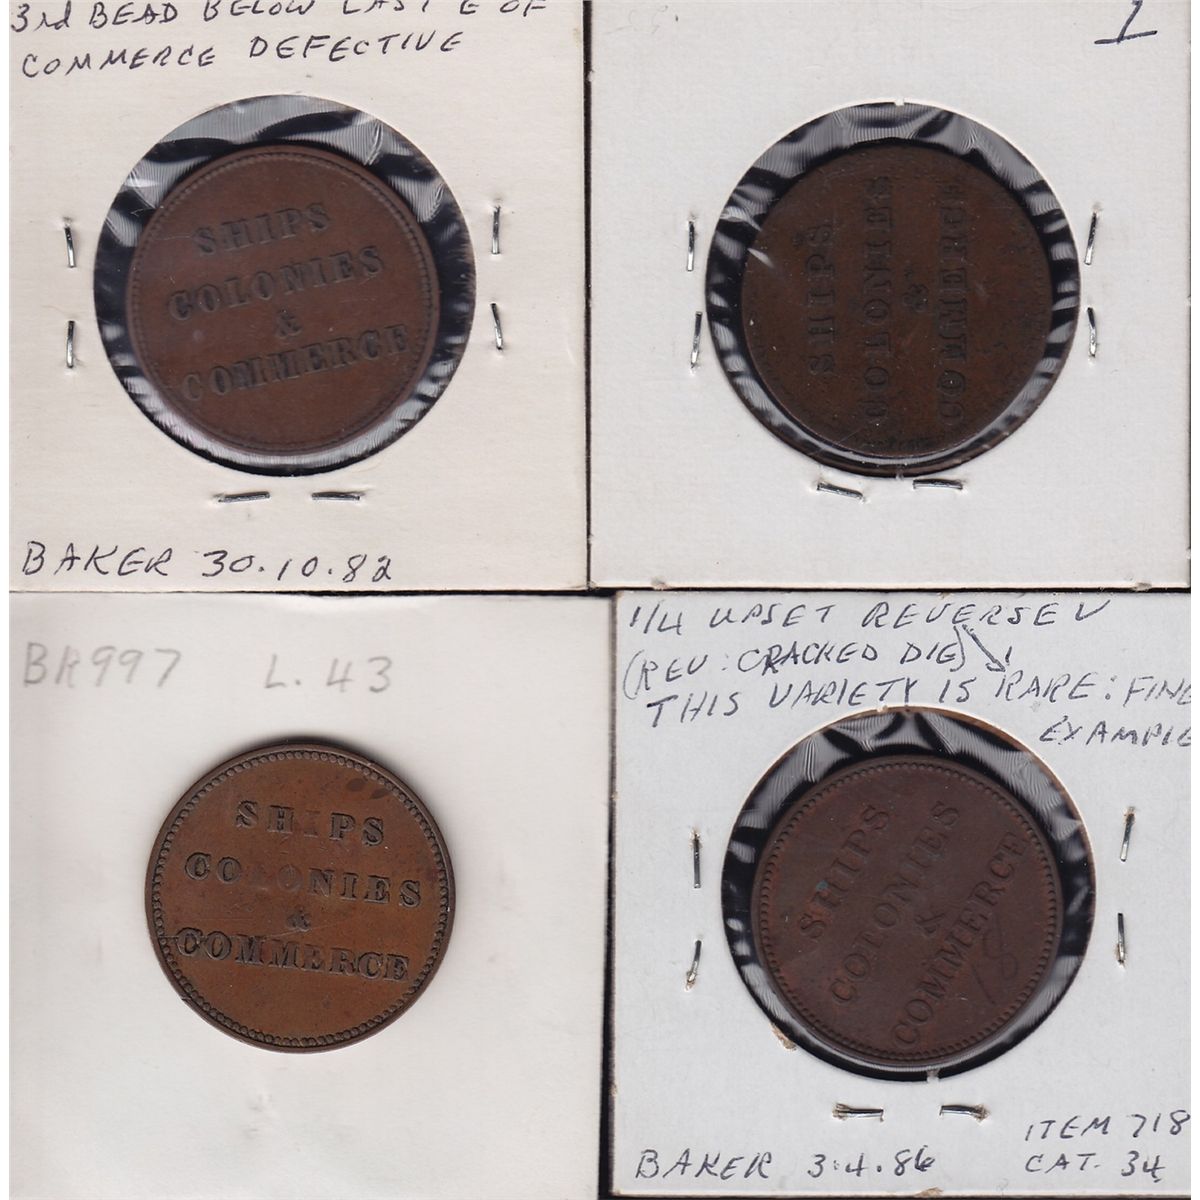 3rd BEAD BELOW LAST E OF
COMMERCE DEFECTIVE
SHIPS
COLONIES
&
COMMERCE
BAKER 30.10.82
1
SHIPS
COLONIES
&
COMMERCE
BR997 L. 43
SHIPS
COLONIES
&
COMMERCE
1/4 UPSET REVERSE
(REV: CRACKED DIE)
THIS VARIETY IS RARE: FINE
EXAMPLE
SHIPS
COLONIES
&
COMMERCE
18
BAKER 3.4.86
ITEM 718
CAT. 34